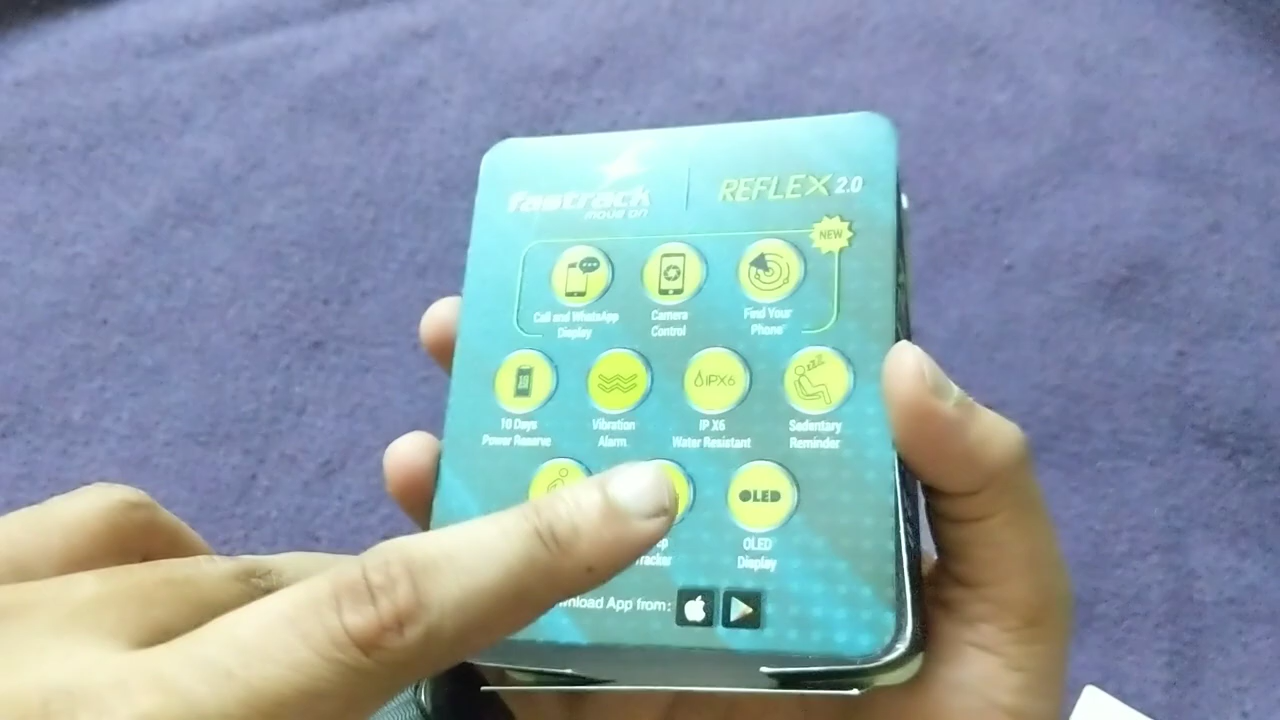 fastrack
move on
REFLEX 2.0
NEW
Call and WhatsApp
Display
Camera
Control
Find Your
Phone
10 Days
Power Reserve
Vibration
Alarm
IPX6
IP X6
Water Resistant
zzz
Sedentary
Reminder
OLED
OLED
Display
App from: